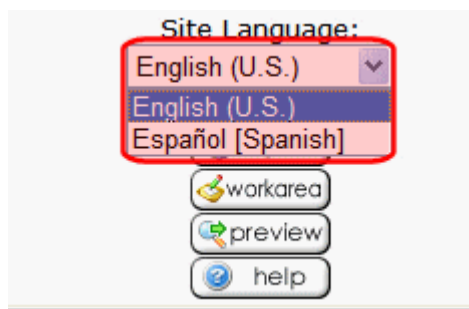 Site Language:
English (U.S.)
English (U.S.)
Español [Spanish]
workarea
preview
help